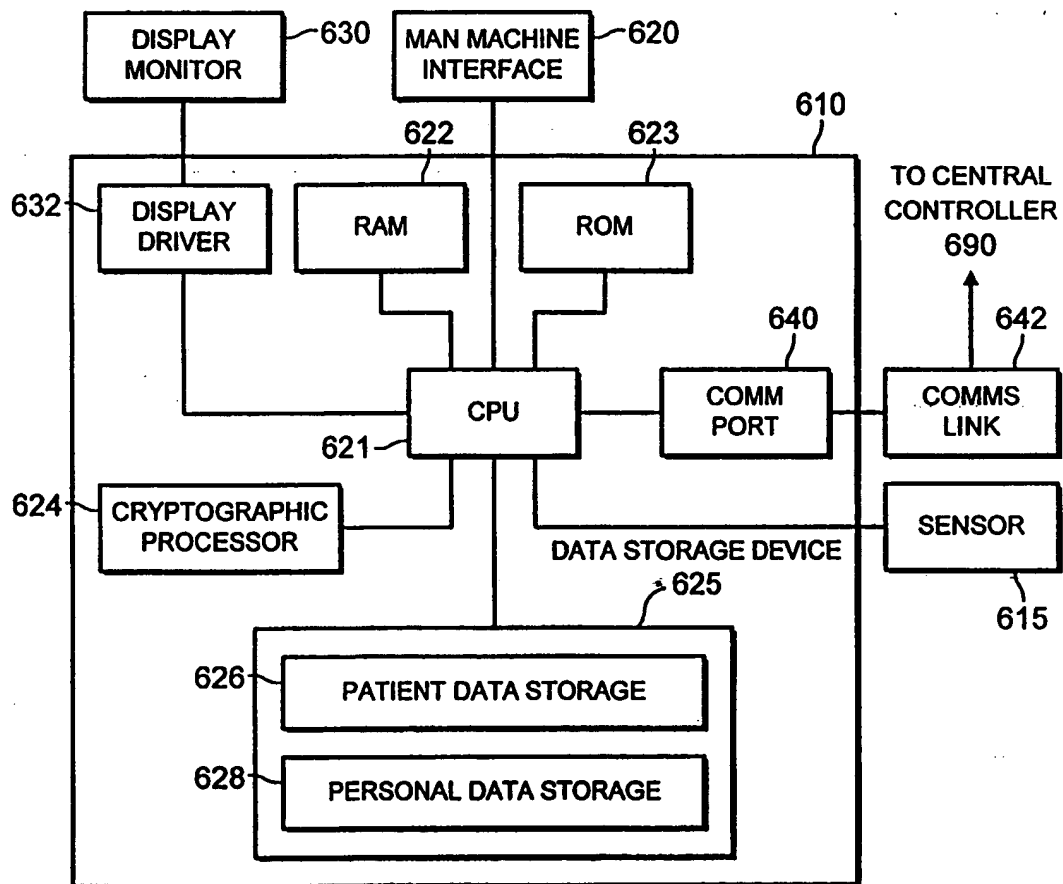 DISPLAY
MONITOR
630
MAN MACHINE
INTERFACE
620
610
622
623
632
DISPLAY
DRIVER
RAM
ROM
TO CENTRAL
CONTROLLER
690
640
642
CPU
621
COMM
PORT
COMMS
LINK
624
CRYPTOGRAPHIC
PROCESSOR
SENSOR
615
DATA STORAGE DEVICE
625
626
PATIENT DATA STORAGE
628
PERSONAL DATA STORAGE